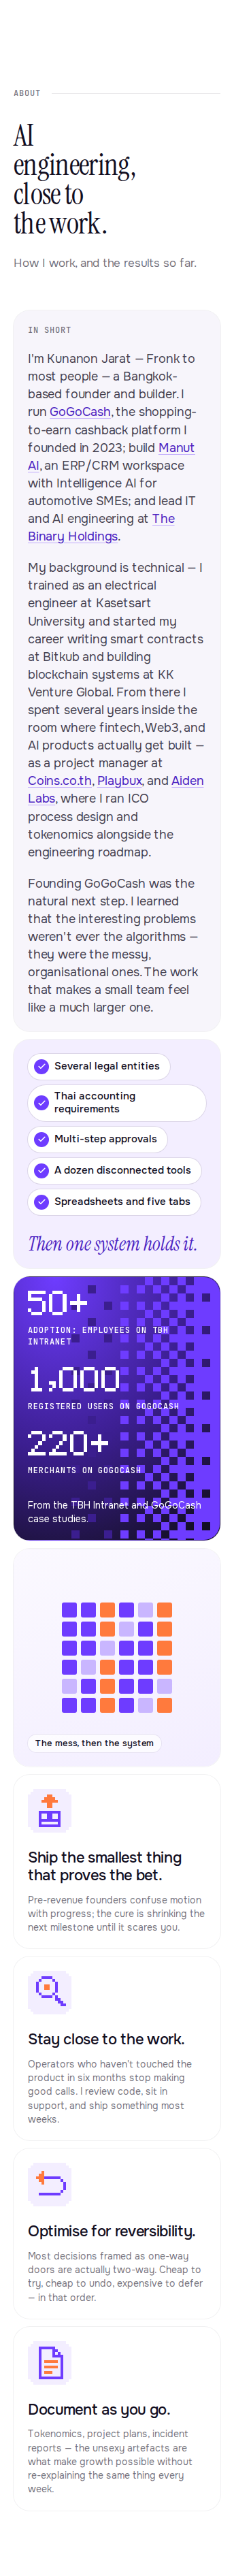 ABOUT
AI
engineering,
close to
the work.
How I work, and the results so far.
IN SHORT
I'm Kunanon Jarat — Fronk to
most people — a Bangkok-
based founder and builder. I
run GoGoCash, the shopping-
to-earn cashback platform I
founded in 2023; build Manut
AI, an ERP/CRM workspace
with Intelligence AI for
automotive SMEs; and lead IT
and AI engineering at The
Binary Holdings.
My background is technical — I
trained as an electrical
engineer at Kasetsart
University and started my
career writing smart contracts
at Bitkub and building
blockchain systems at KK
Venture Global. From there I
spent several years inside the
room where fintech, Web3, and
AI products actually get built —
as a project manager at
Coins.co.th, Playbux, and Aiden
Labs, where I ran ICO
process design and
tokenomics alongside the
engineering roadmap.
Founding GoGoCash was the
natural next step. I learned
that the interesting problems
weren't ever the algorithms —
they were the messy,
organisational ones. The work
that makes a small team feel
like a much larger one.
Several legal entities
Thai accounting
requirements
Multi-step approvals
A dozen disconnected tools
Spreadsheets and five tabs
Then one system holds it.
50+
ADOPTION: EMPLOYEES ON TBH
INTRANET
1,000
REGISTERED USERS ON GOGOCASH
220+
MERCHANTS ON GOGOCASH
From the TBH Intranet and GoGoCash
case studies.
The mess, then the system
Ship the smallest thing
that proves the bet.
Pre-revenue founders confuse motion
with progress; the cure is shrinking the
next milestone until it scares you.
Stay close to the work.
Operators who haven't touched the
product in six months stop making
good calls. I review code, sit in
support, and ship something most
weeks.
Optimise for reversibility.
Most decisions framed as one-way
doors are actually two-way. Cheap to
try, cheap to undo, expensive to defer
— in that order.
Document as you go.
Tokenomics, project plans, incident
reports — the unsexy artefacts are
what make growth possible without
re-explaining the same thing every
week.